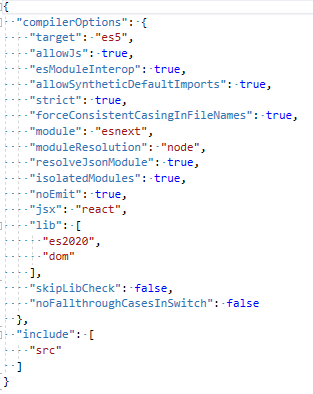 {
  "compilerOptions": {
    "target": "es5",
    "allowJs": true,
    "esModuleInterop": true,
    "allowSyntheticDefaultImports": true,
    "strict": true,
    "forceConsistentCasingInFileNames": true,
    "module": "esnext",
    "moduleResolution": "node",
    "resolveJsonModule": true,
    "isolatedModules": true,
    "noEmit": true,
    "jsx": "react",
    "lib": [
      "es2020",
      "dom"
    ],
    "skipLibCheck": false,
    "noFallthroughCasesInSwitch": false
  },
  "include": [
    "src"
  ]
}